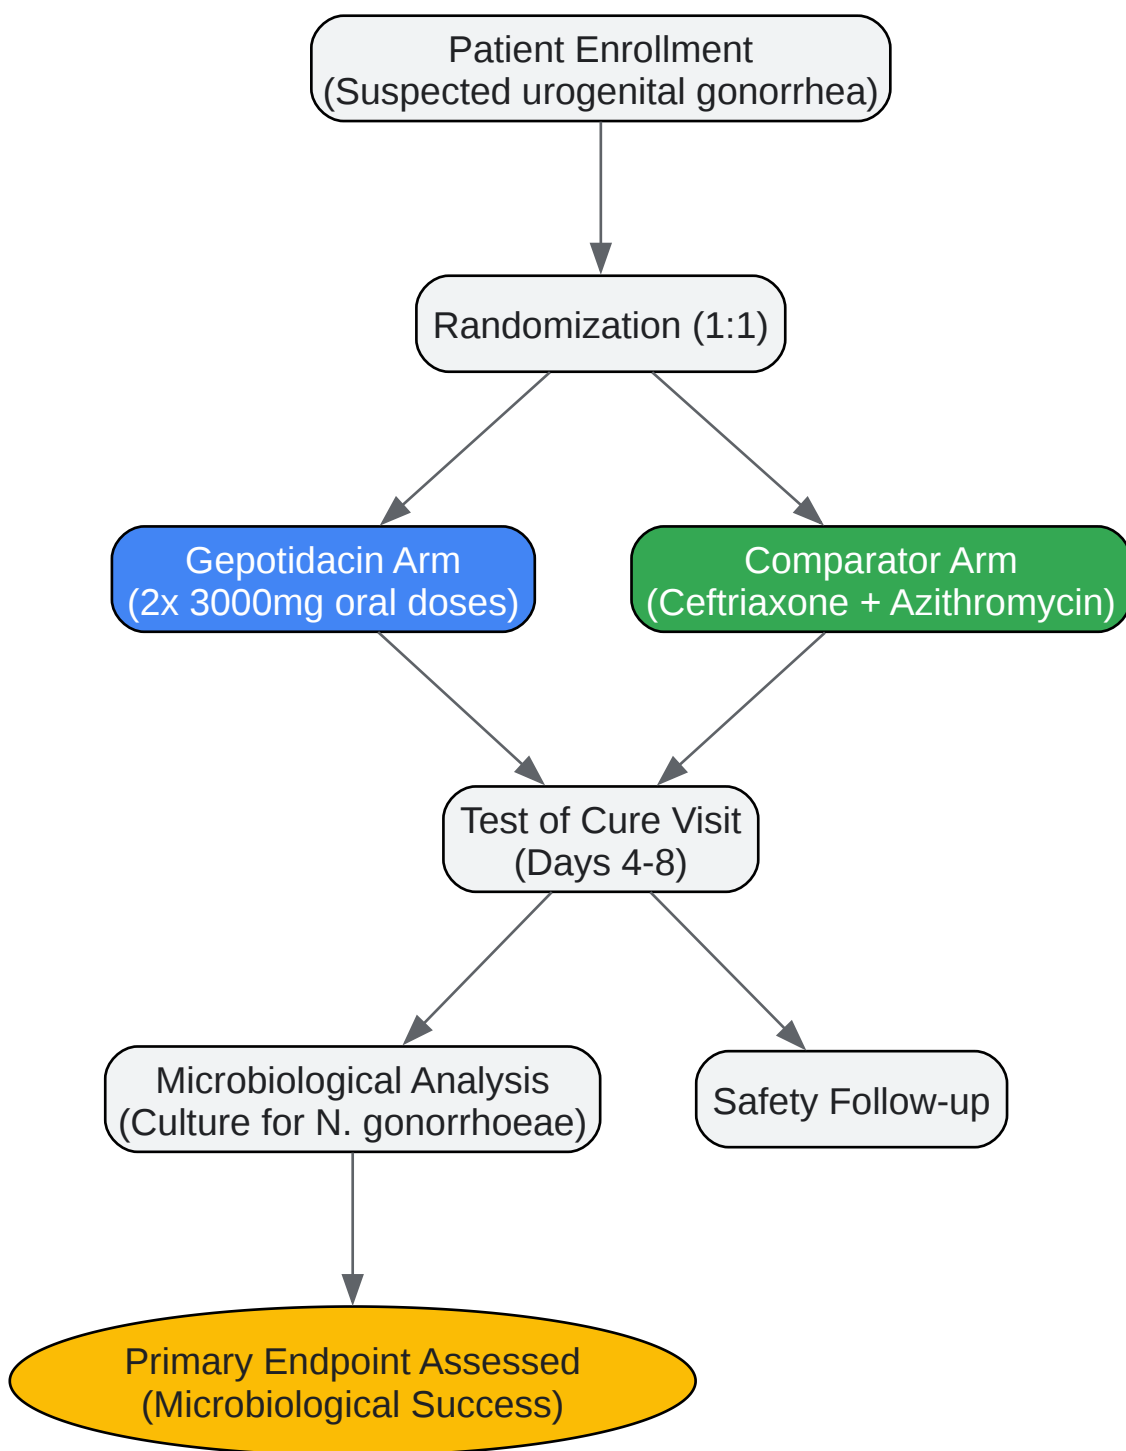 Patient Enrollment
(Suspected urogenital gonorrhea)
Randomization (1:1)
Gepotidacin Arm
(2x 3000mg oral doses)
Comparator Arm
(Ceftriaxone + Azithromycin)
Test of Cure Visit
(Days 4-8)
Microbiological Analysis
(Culture for N. gonorrhoeae)
Safety Follow-up
Primary Endpoint Assessed
(Microbiological Success)